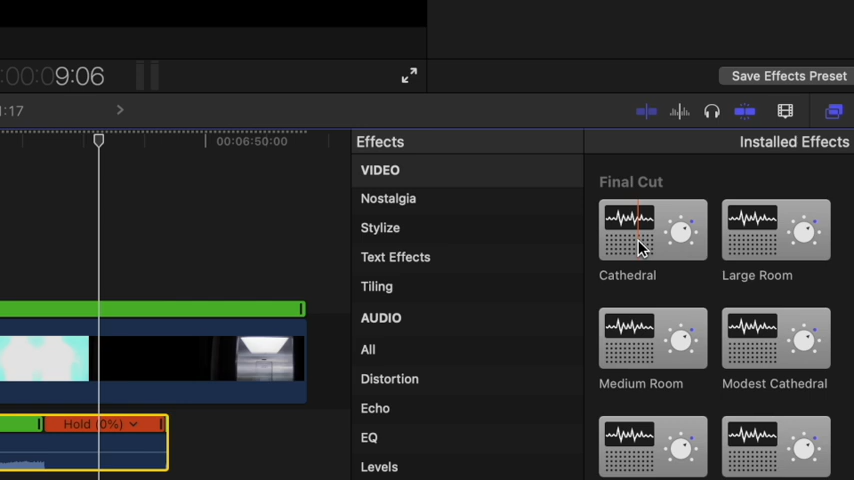 :00:09:06
Save Effects Preset
1:17
00:06:50:00
Effects
Installed Effects
VIDEO
Nostalgia
Stylize
Text Effects
Tiling
AUDIO
All
Distortion
Echo
EQ
Levels
Final Cut
Cathedral
Large Room
Medium Room
Modest Cathedral
Hold (0%)